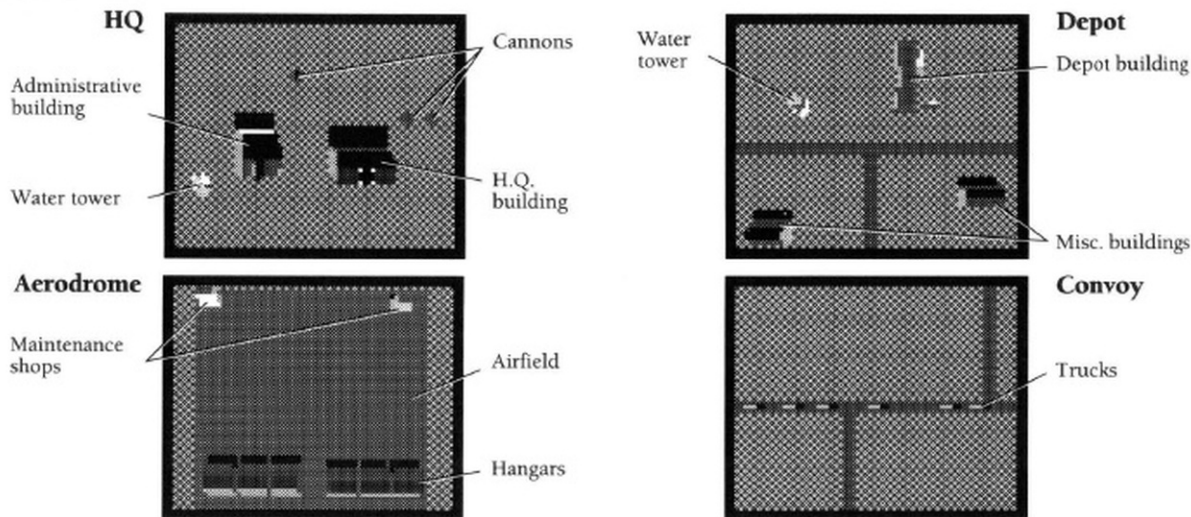 HQ
Cannons
Administrative
building
Water tower
H.Q.
building
Water
tower
Depot
Depot building
Misc. buildings
Aerodrome
Maintenance
shops
Airfield
Hangars
Convoy
Trucks